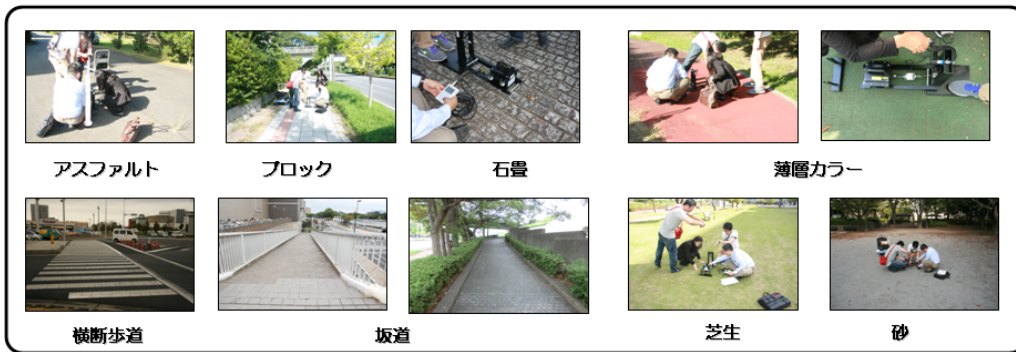 アスファルト
ブロック
石畳
薄層カラー
横断歩道
坂道
芝生
砂